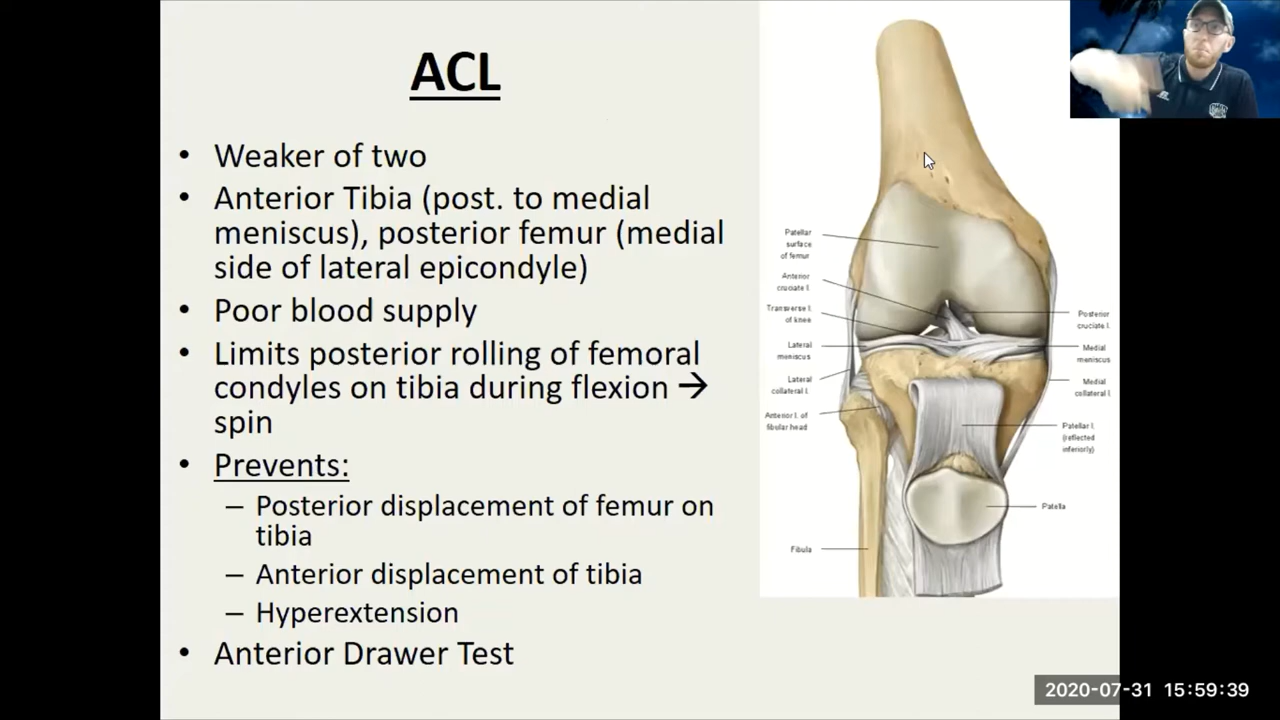 ACL
• Weaker of two
• Anterior Tibia (post. to medial
meniscus), posterior femur (medial
side of lateral epicondyle)
• Poor blood supply
• Limits posterior rolling of femoral
condyles on tibia during flexion →
spin
• Prevents:
– Posterior displacement of femur on
tibia
– Anterior displacement of tibia
– Hyperextension
• Anterior Drawer Test
Patellar
surface
of femur
Anterior
cruciate l.
Transverse l.
of knee
Lateral
meniscus
Lateral
collateral l.
Anterior l. of
fibular head
Fibula
Posterior
cruciate l.
Medial
meniscus
Medial
collateral l.
Patellar l.
(reflected
inferiorly)
Patella
2020-07-31 15:59:39